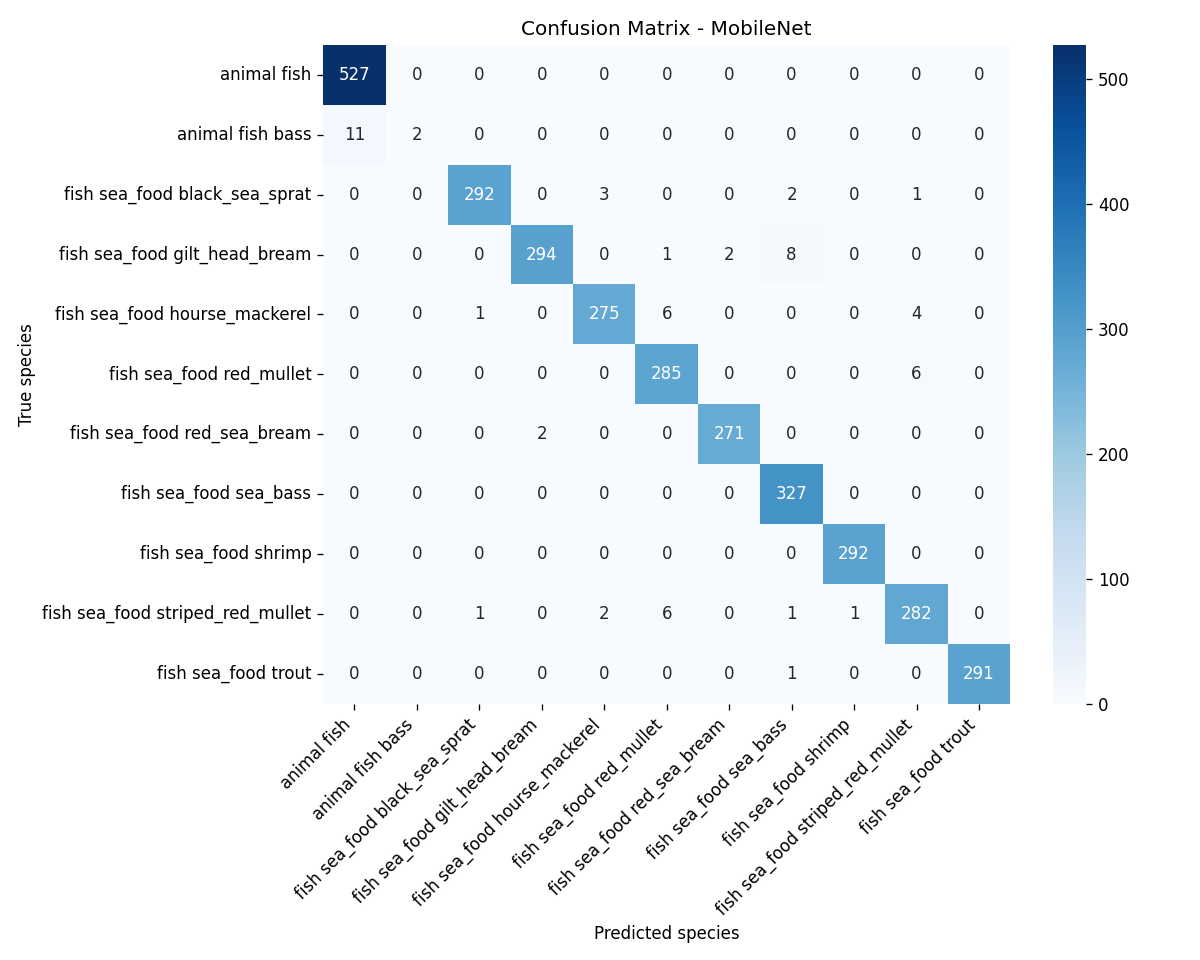 Confusion Matrix - MobileNet
animal fish 527 0 0 0 0 0 0 0 0 0 0
animal fish bass 11 2 0 0 0 0 0 0 0 0 0
fish sea_food black_sea_sprat 0 0 292 0 3 0 0 2 0 1 0
fish sea_food gilt_head_bream 0 0 0 294 0 1 2 8 0 0 0
fish sea_food hourse_mackerel 0 0 1 0 275 6 0 0 0 4 0
fish sea_food red_mullet 0 0 0 0 0 285 0 0 0 6 0
fish sea_food red_sea_bream 0 0 0 2 0 0 271 0 0 0 0
fish sea_food sea_bass 0 0 0 0 0 0 0 327 0 0 0
fish sea_food shrimp 0 0 0 0 0 0 0 0 292 0 0
fish sea_food striped_red_mullet 0 0 1 0 2 6 0 1 1 282 0
fish sea_food trout 0 0 0 0 0 0 0 1 0 0 291
True species
animal fish
animal fish bass
fish sea_food black_sea_sprat
fish sea_food gilt_head_bream
fish sea_food hourse_mackerel
fish sea_food red_mullet
fish sea_food red_sea_bream
fish sea_food sea_bass
fish sea_food shrimp
fish sea_food striped_red_mullet
fish sea_food trout
Predicted species
500
400
300
200
100
0